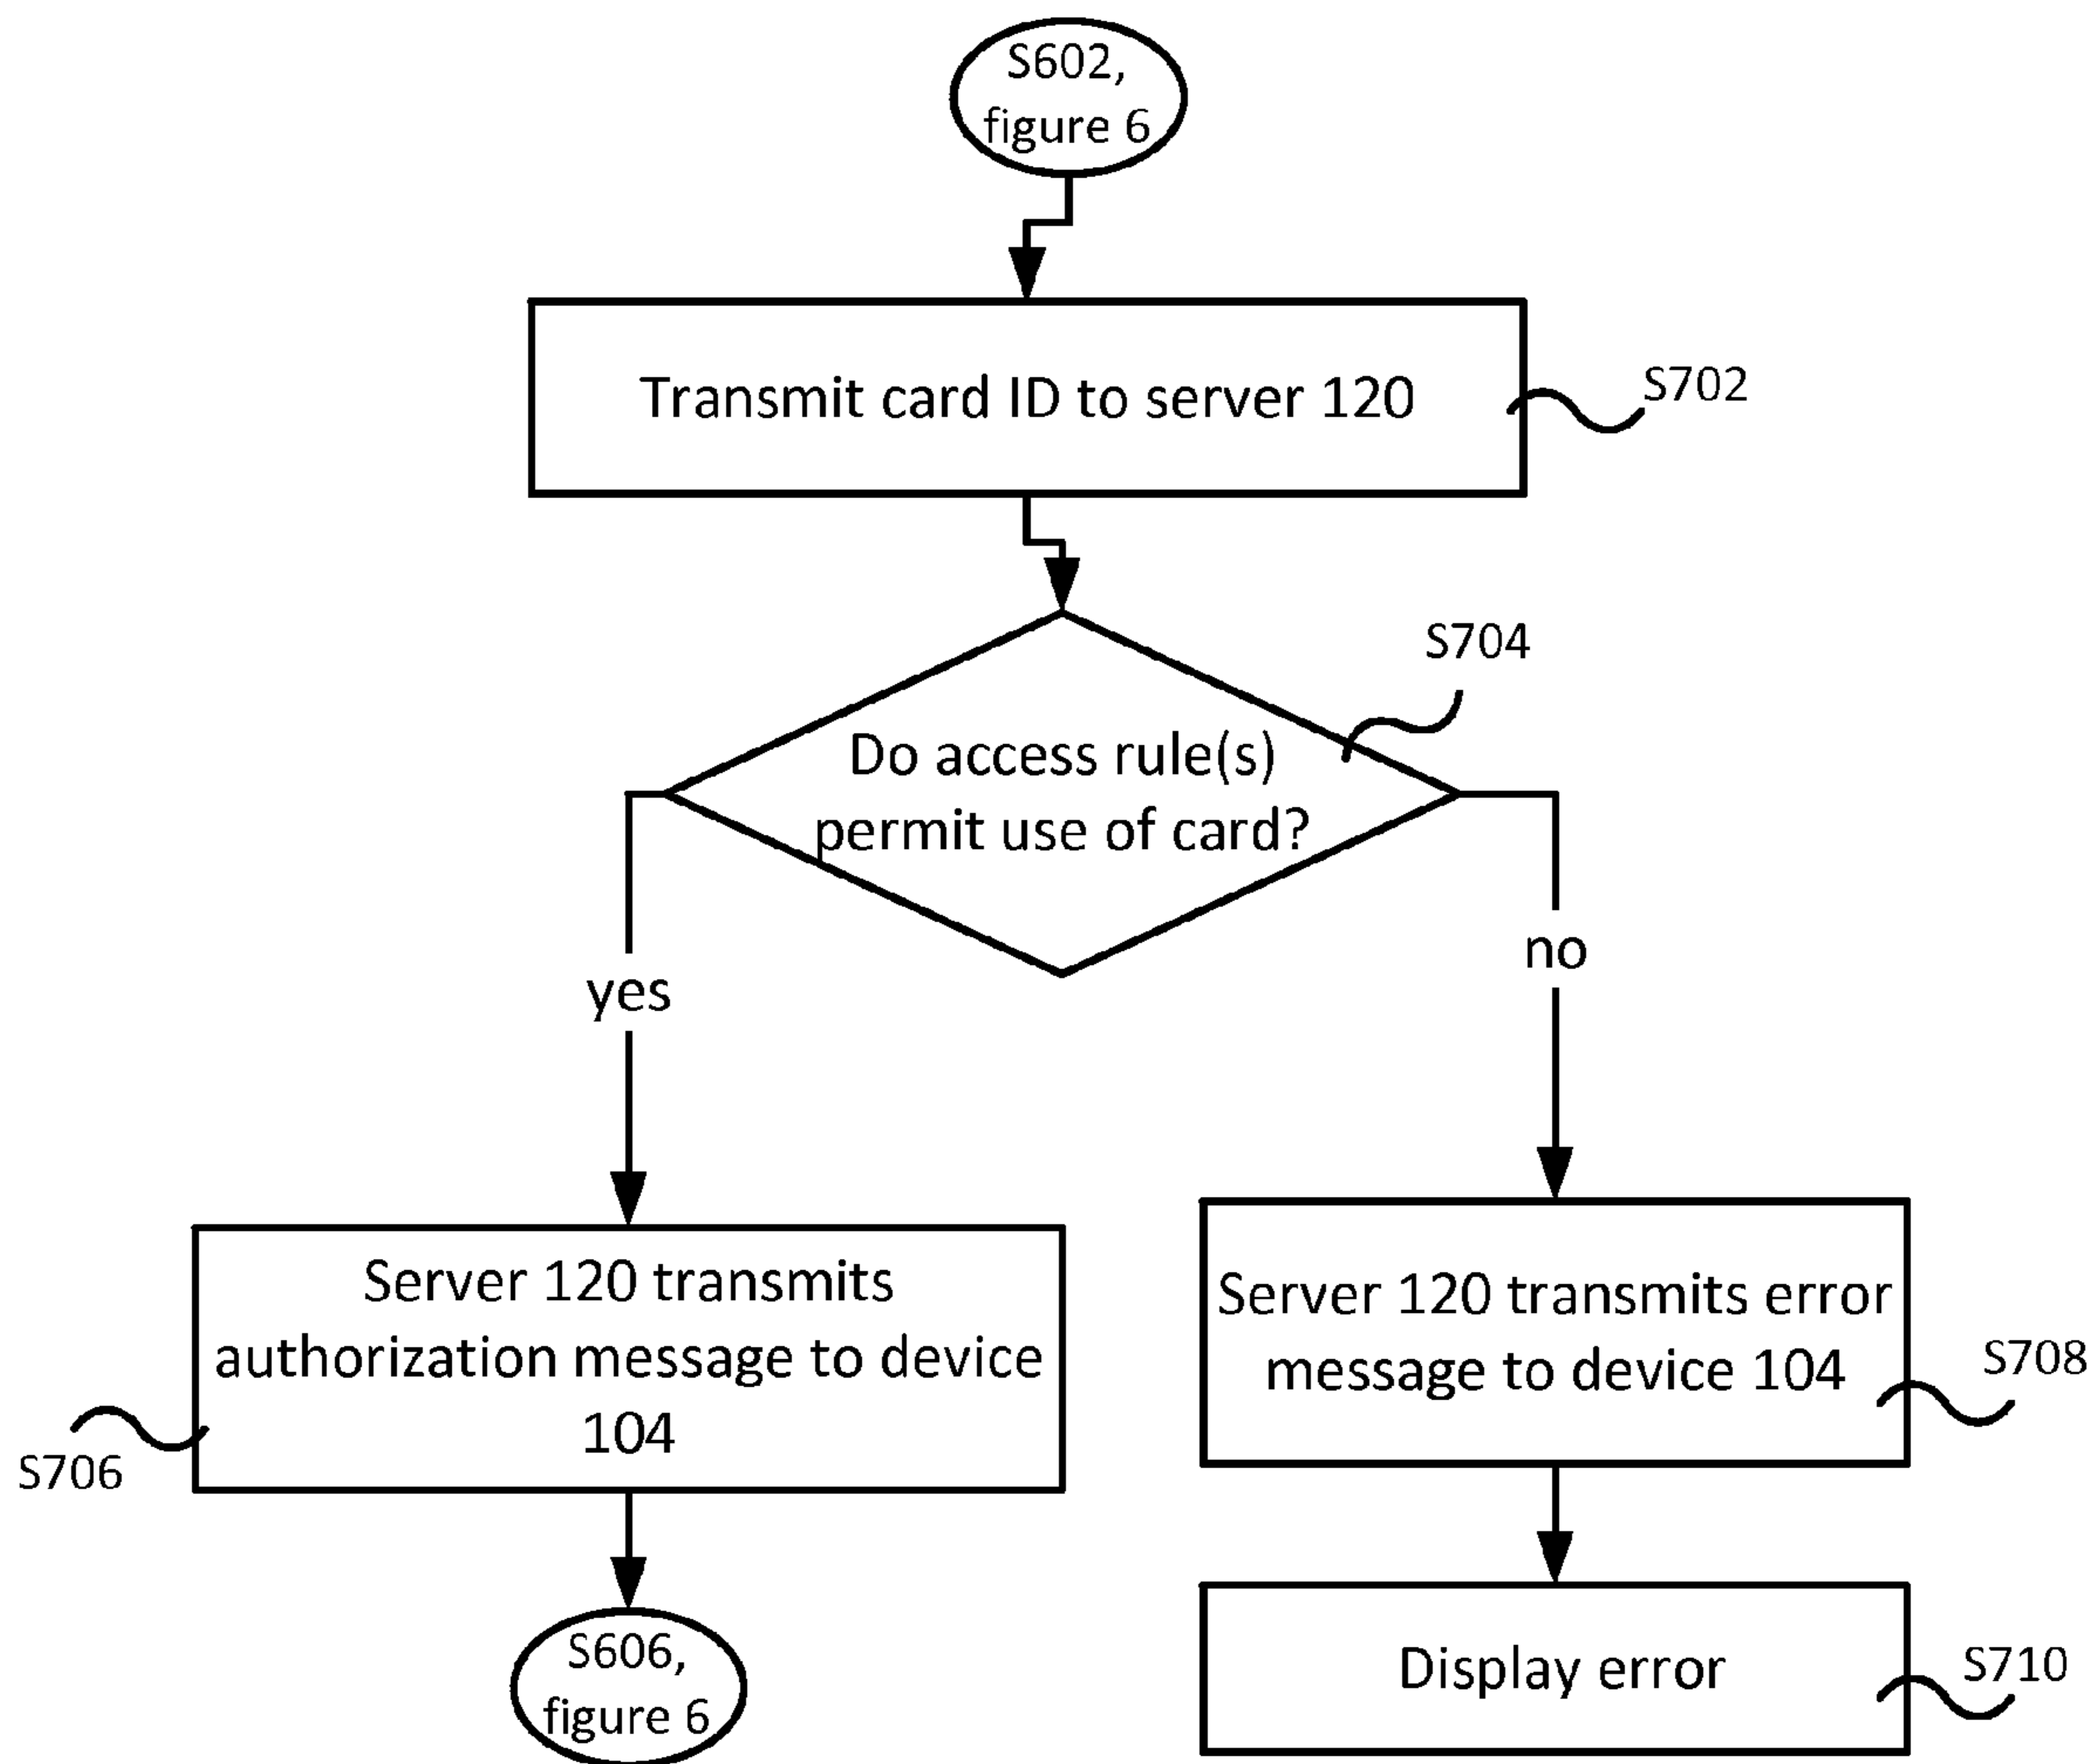 S602,
figure 6
Transmit card ID to server 120
S702
S704
Do access rule(s)
permit use of card?
yes
no
Server 120 transmits
authorization message to device
104
S706
Server 120 transmits error
message to device 104
S708
S606,
figure 6
Display error
S710